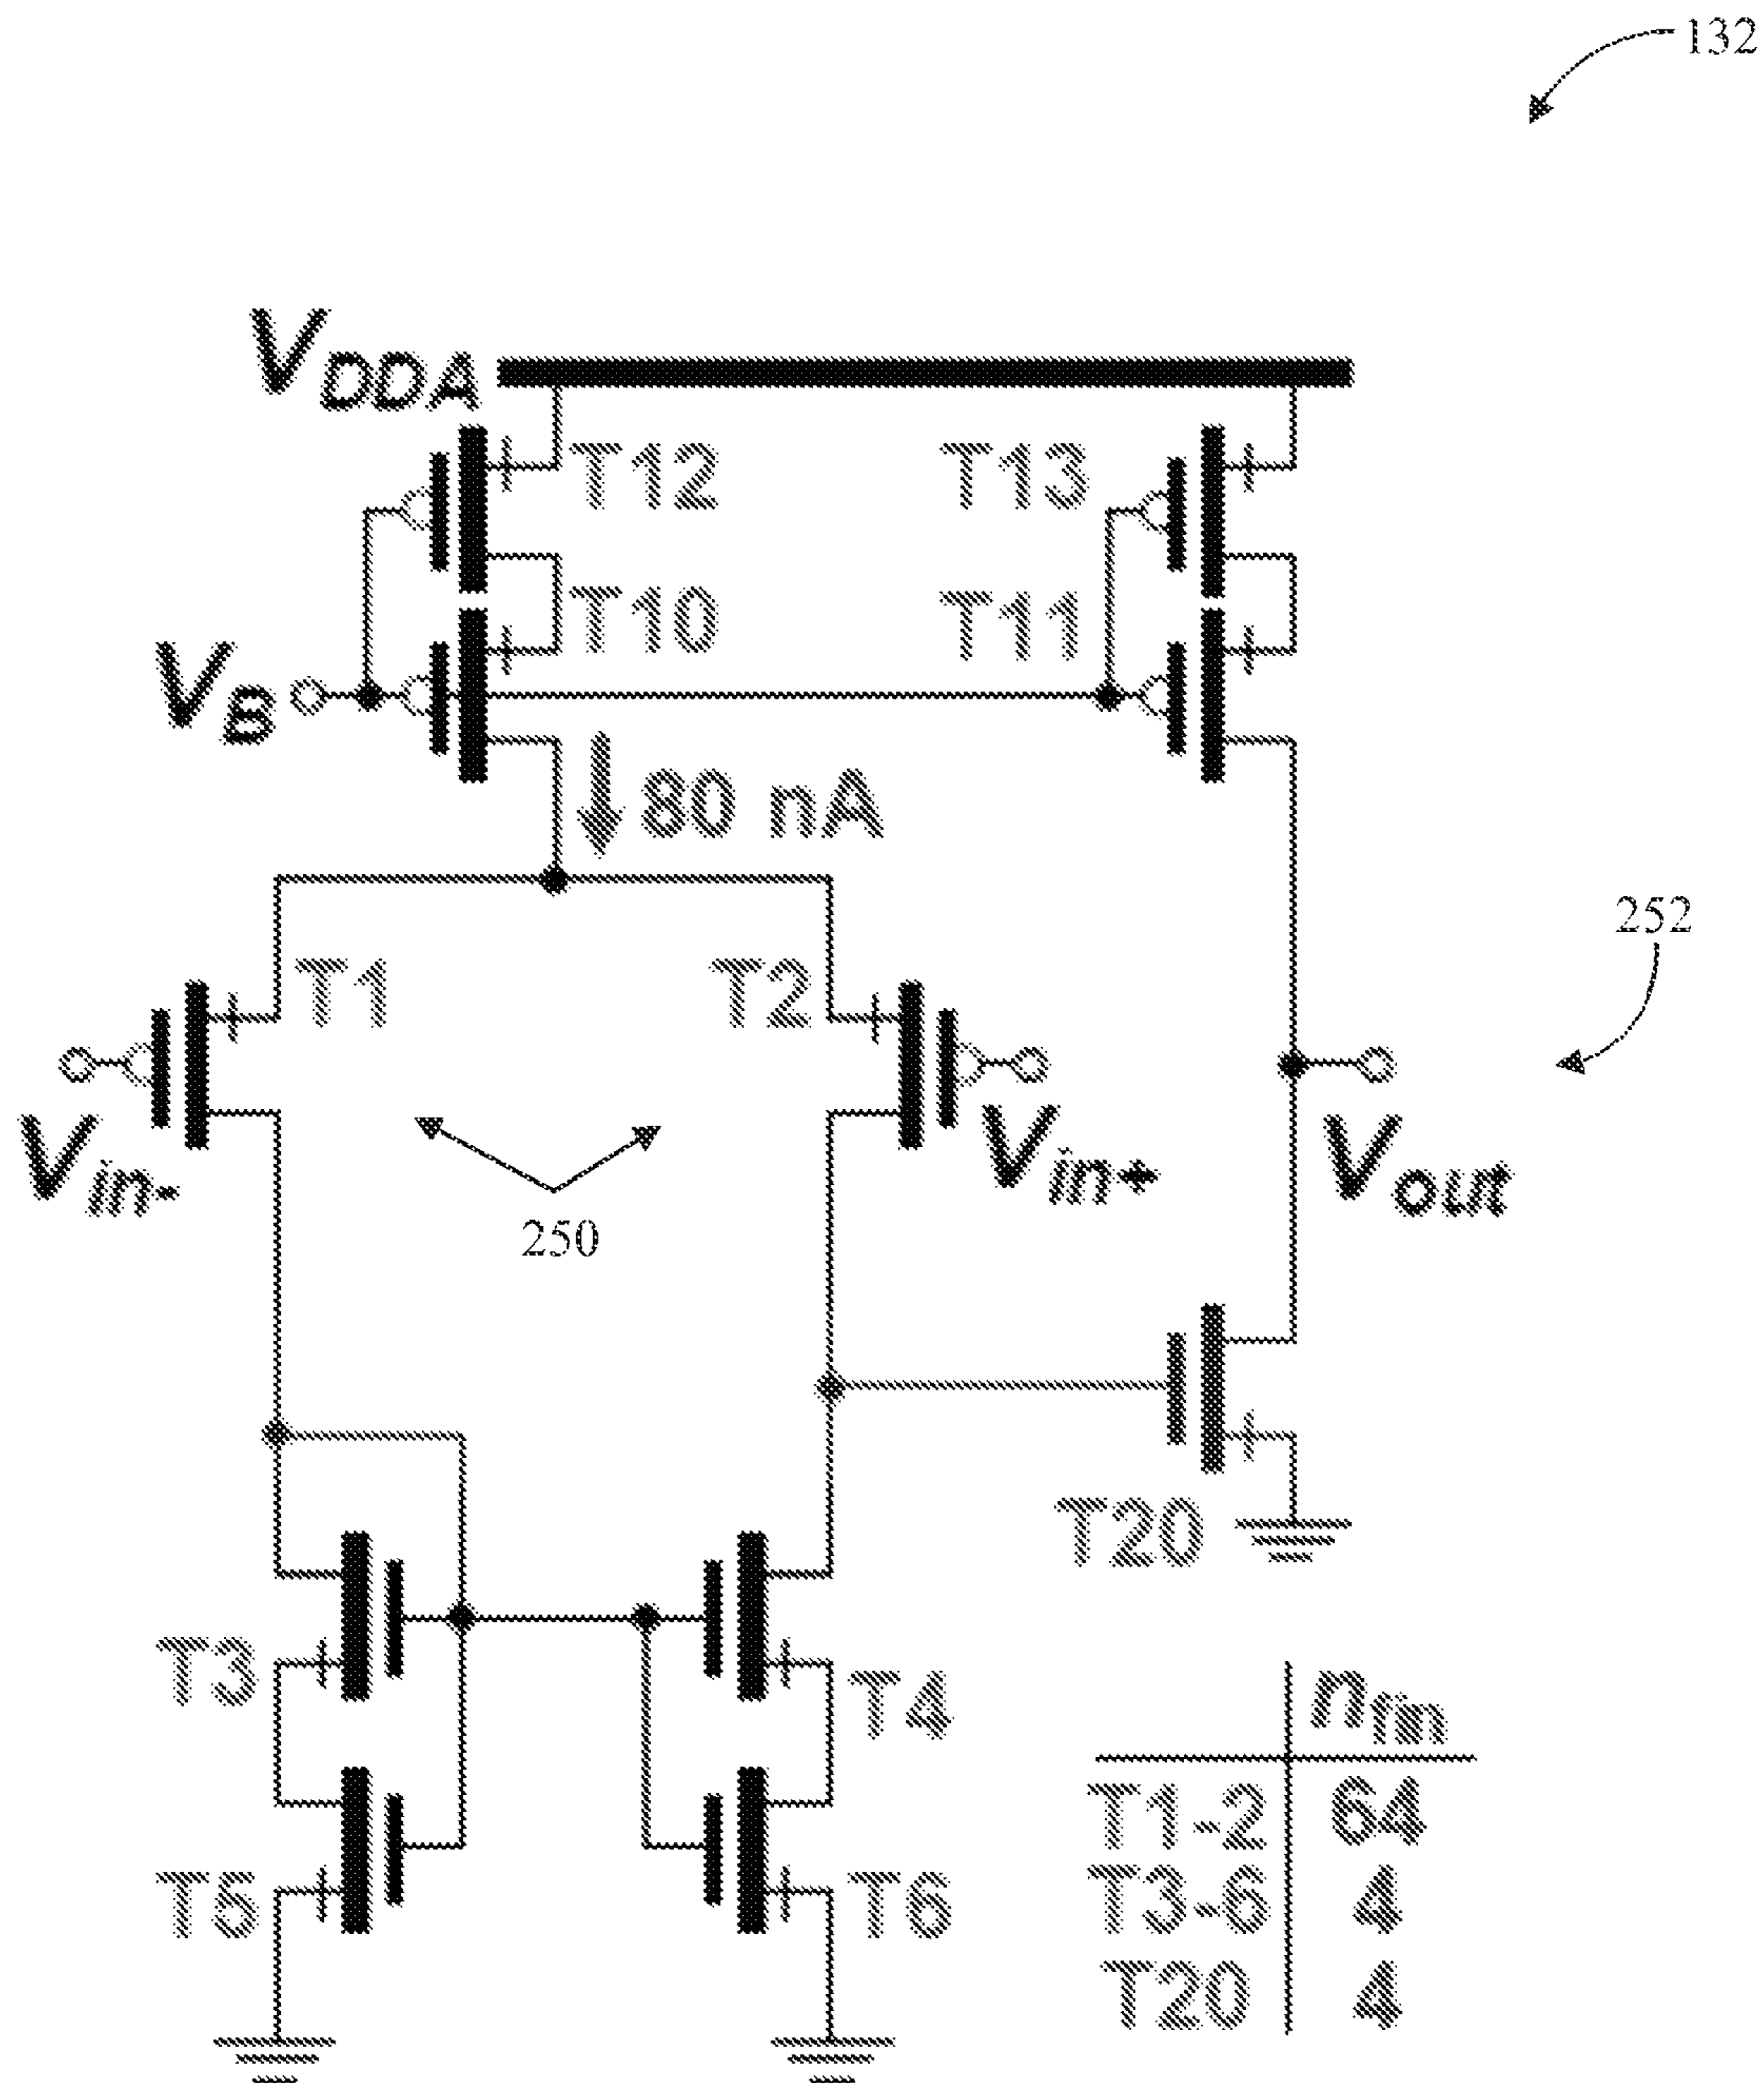 132
VDDA
T12 T13
T10 T11
VB
80 nA
252
T1 T2
Vin- Vin+ Vout
250
T20
T3 T4
nfin
T1-2 64
T5 T6 T3-6 4
T20 4